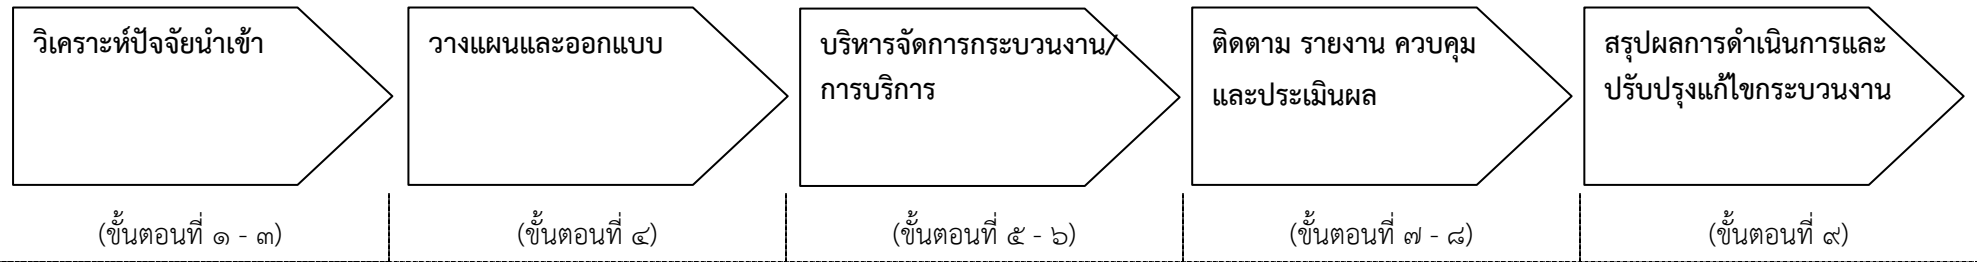 วิเคราะห์ปัจจัยนำเข้า
วางแผนและออกแบบ
บริหารจัดการกระบวนงาน/
การบริการ
ติดตาม รายงาน ควบคุม
และประเมินผล
สรุปผลการดำเนินการและ
ปรับปรุงแก้ไขกระบวนงาน
(ขั้นตอนที่ ๑ - ๓)
(ขั้นตอนที่ ๔)
(ขั้นตอนที่ ๕ - ๖)
(ขั้นตอนที่ ๗ - ๘)
(ขั้นตอนที่ ๙)